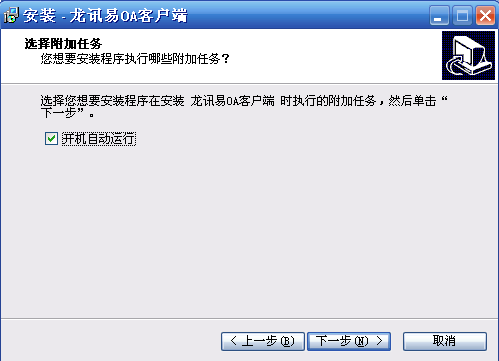 安装 - 龙讯易OA客户端
选择附加任务
您想要安装程序执行哪些附加任务？
选择您想要安装程序在安装 龙讯易OA客户端 时执行的附加任务，然后单击“
下一步”。
开机自动运行
< 上一步(B) 下一步(N) > 取消